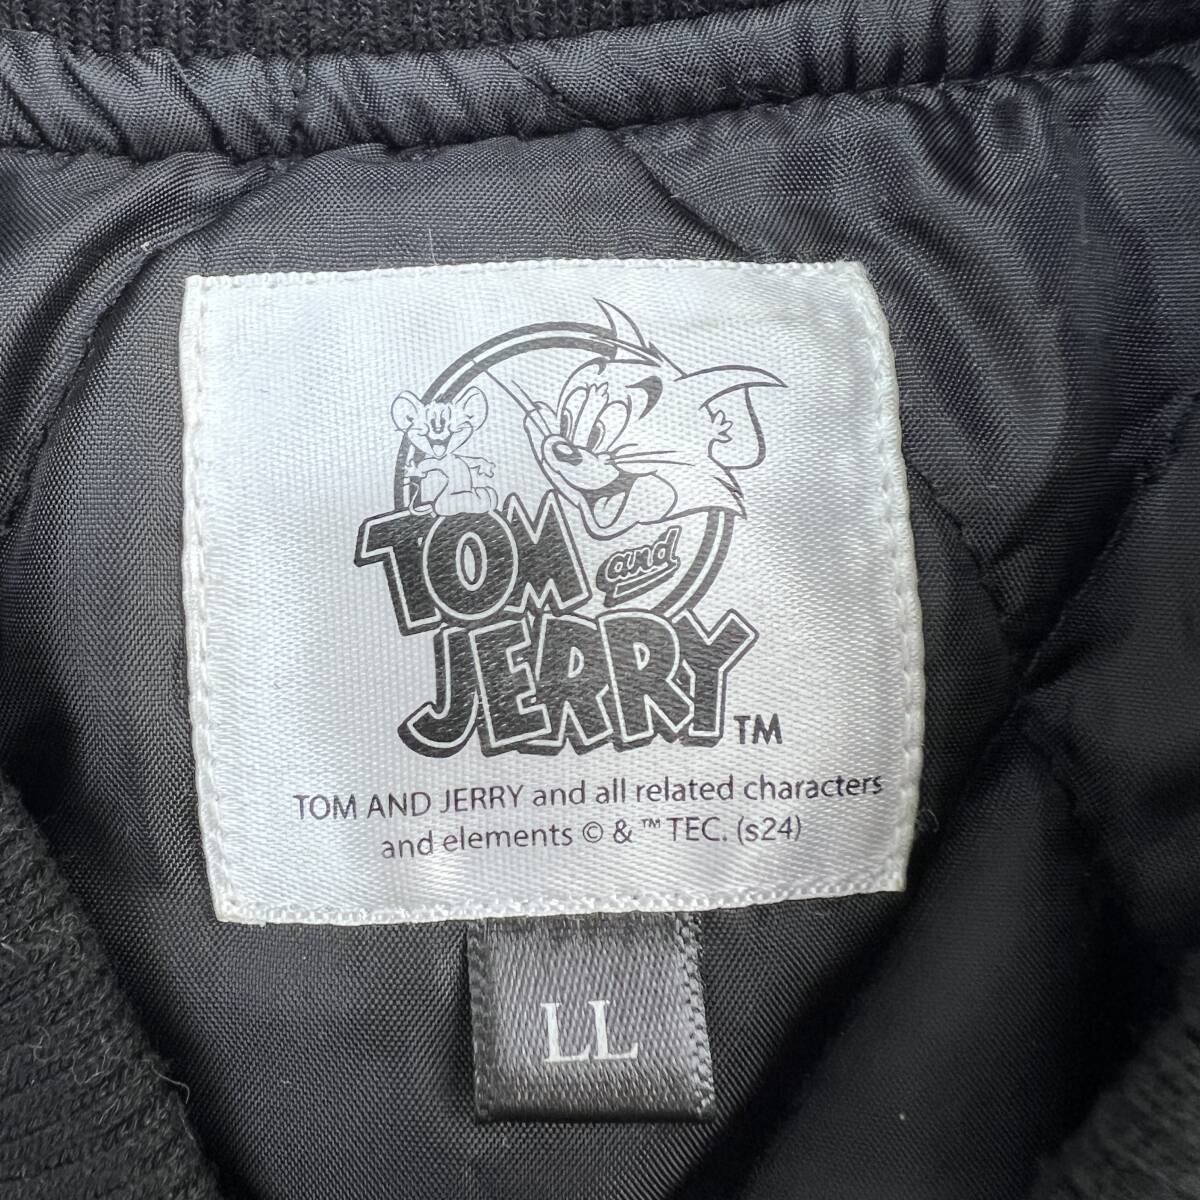 TOM and
JERRY TM
TOM AND JERRY and all related characters
and elements © & ™ TEC. (s24)
LL